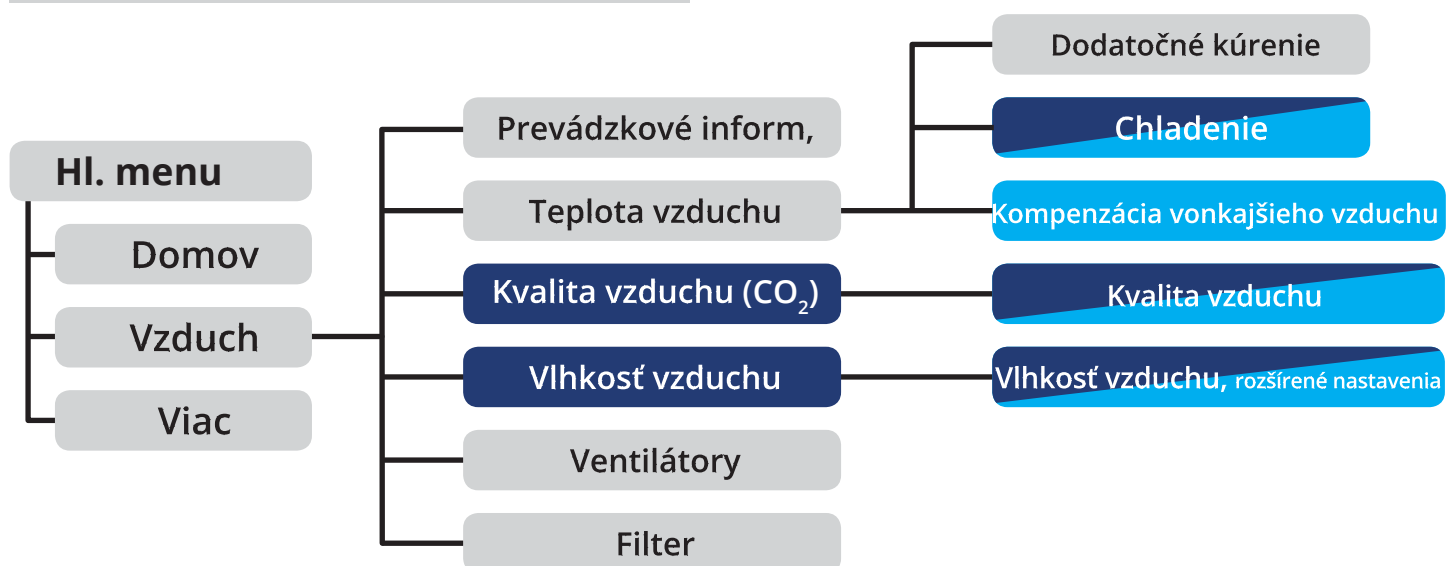 Hl. menu
Domov
Vzduch
Viac
Prevádzkové inform,
Teplota vzduchu
Kvalita vzduchu (CO₂)
Vlhkosť vzduchu
Ventilátory
Filter
Dodatočné kúrenie
Chladenie
Kompenzácia vonkajšieho vzduchu
Kvalita vzduchu
Vlhkosť vzduchu, rozšírené nastavenia